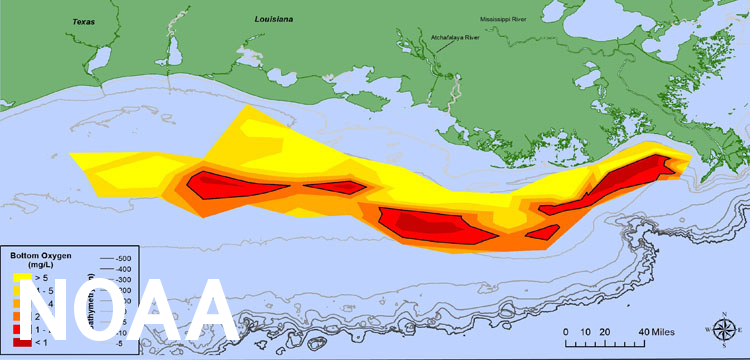 Texas
Louisiana
Mississippi River
Atchafalaya River
Bottom Oxygen
(mg/L)
> 5
< 1
-500
-400
-300
-5
NOAA
0 10 20 40 Miles
N
W E
S